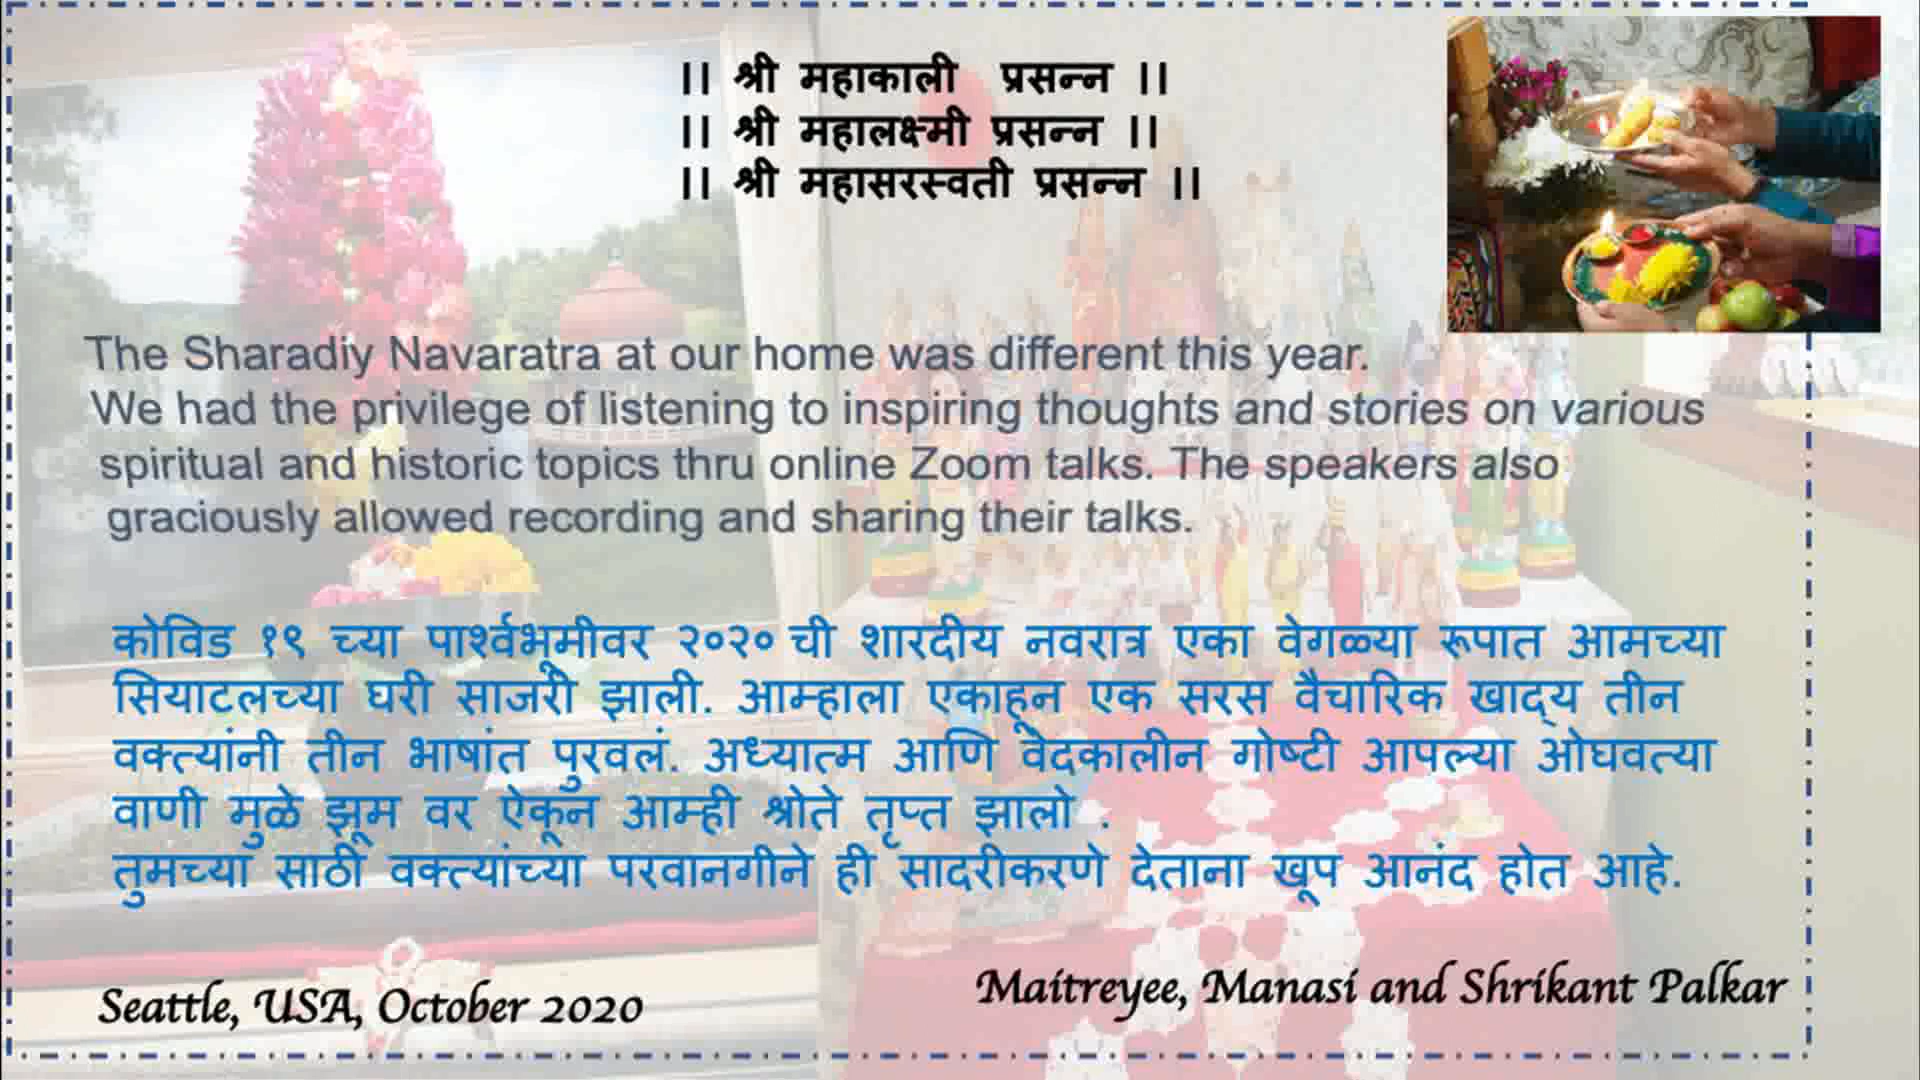 || श्री महाकाली प्रसन्न ||
|| श्री महालक्ष्मी प्रसन्न ||
|| श्री महासरस्वती प्रसन्न ||
The Sharadiy Navaratra at our home was different this year.
We had the privilege of listening to inspiring thoughts and stories on various
spiritual and historic topics thru online Zoom talks. The speakers also
graciously allowed recording and sharing their talks.
कोविड १९ च्या पार्श्वभूमीवर २०२० ची शारदीय नवरात्र एका वेगळ्या रूपात आमच्या
सियाटलच्या घरी साजरी झाली. आम्हाला एकाहून एक सरस वैचारिक खाद्य तीन
वक्त्यांनी तीन भाषांत पुरवलं. अध्यात्म आणि वेदकालीन गोष्टी आपल्या ओघवत्या
वाणी मुळे झूम वर ऐकून आम्ही श्रोते तृप्त झालो .
तुमच्या साठी वक्त्यांच्या परवानगीने ही सादरीकरणे देताना खूप आनंद होत आहे.
Seattle, USA, October 2020
Maitreyee, Manasi and Shrikant Palkar